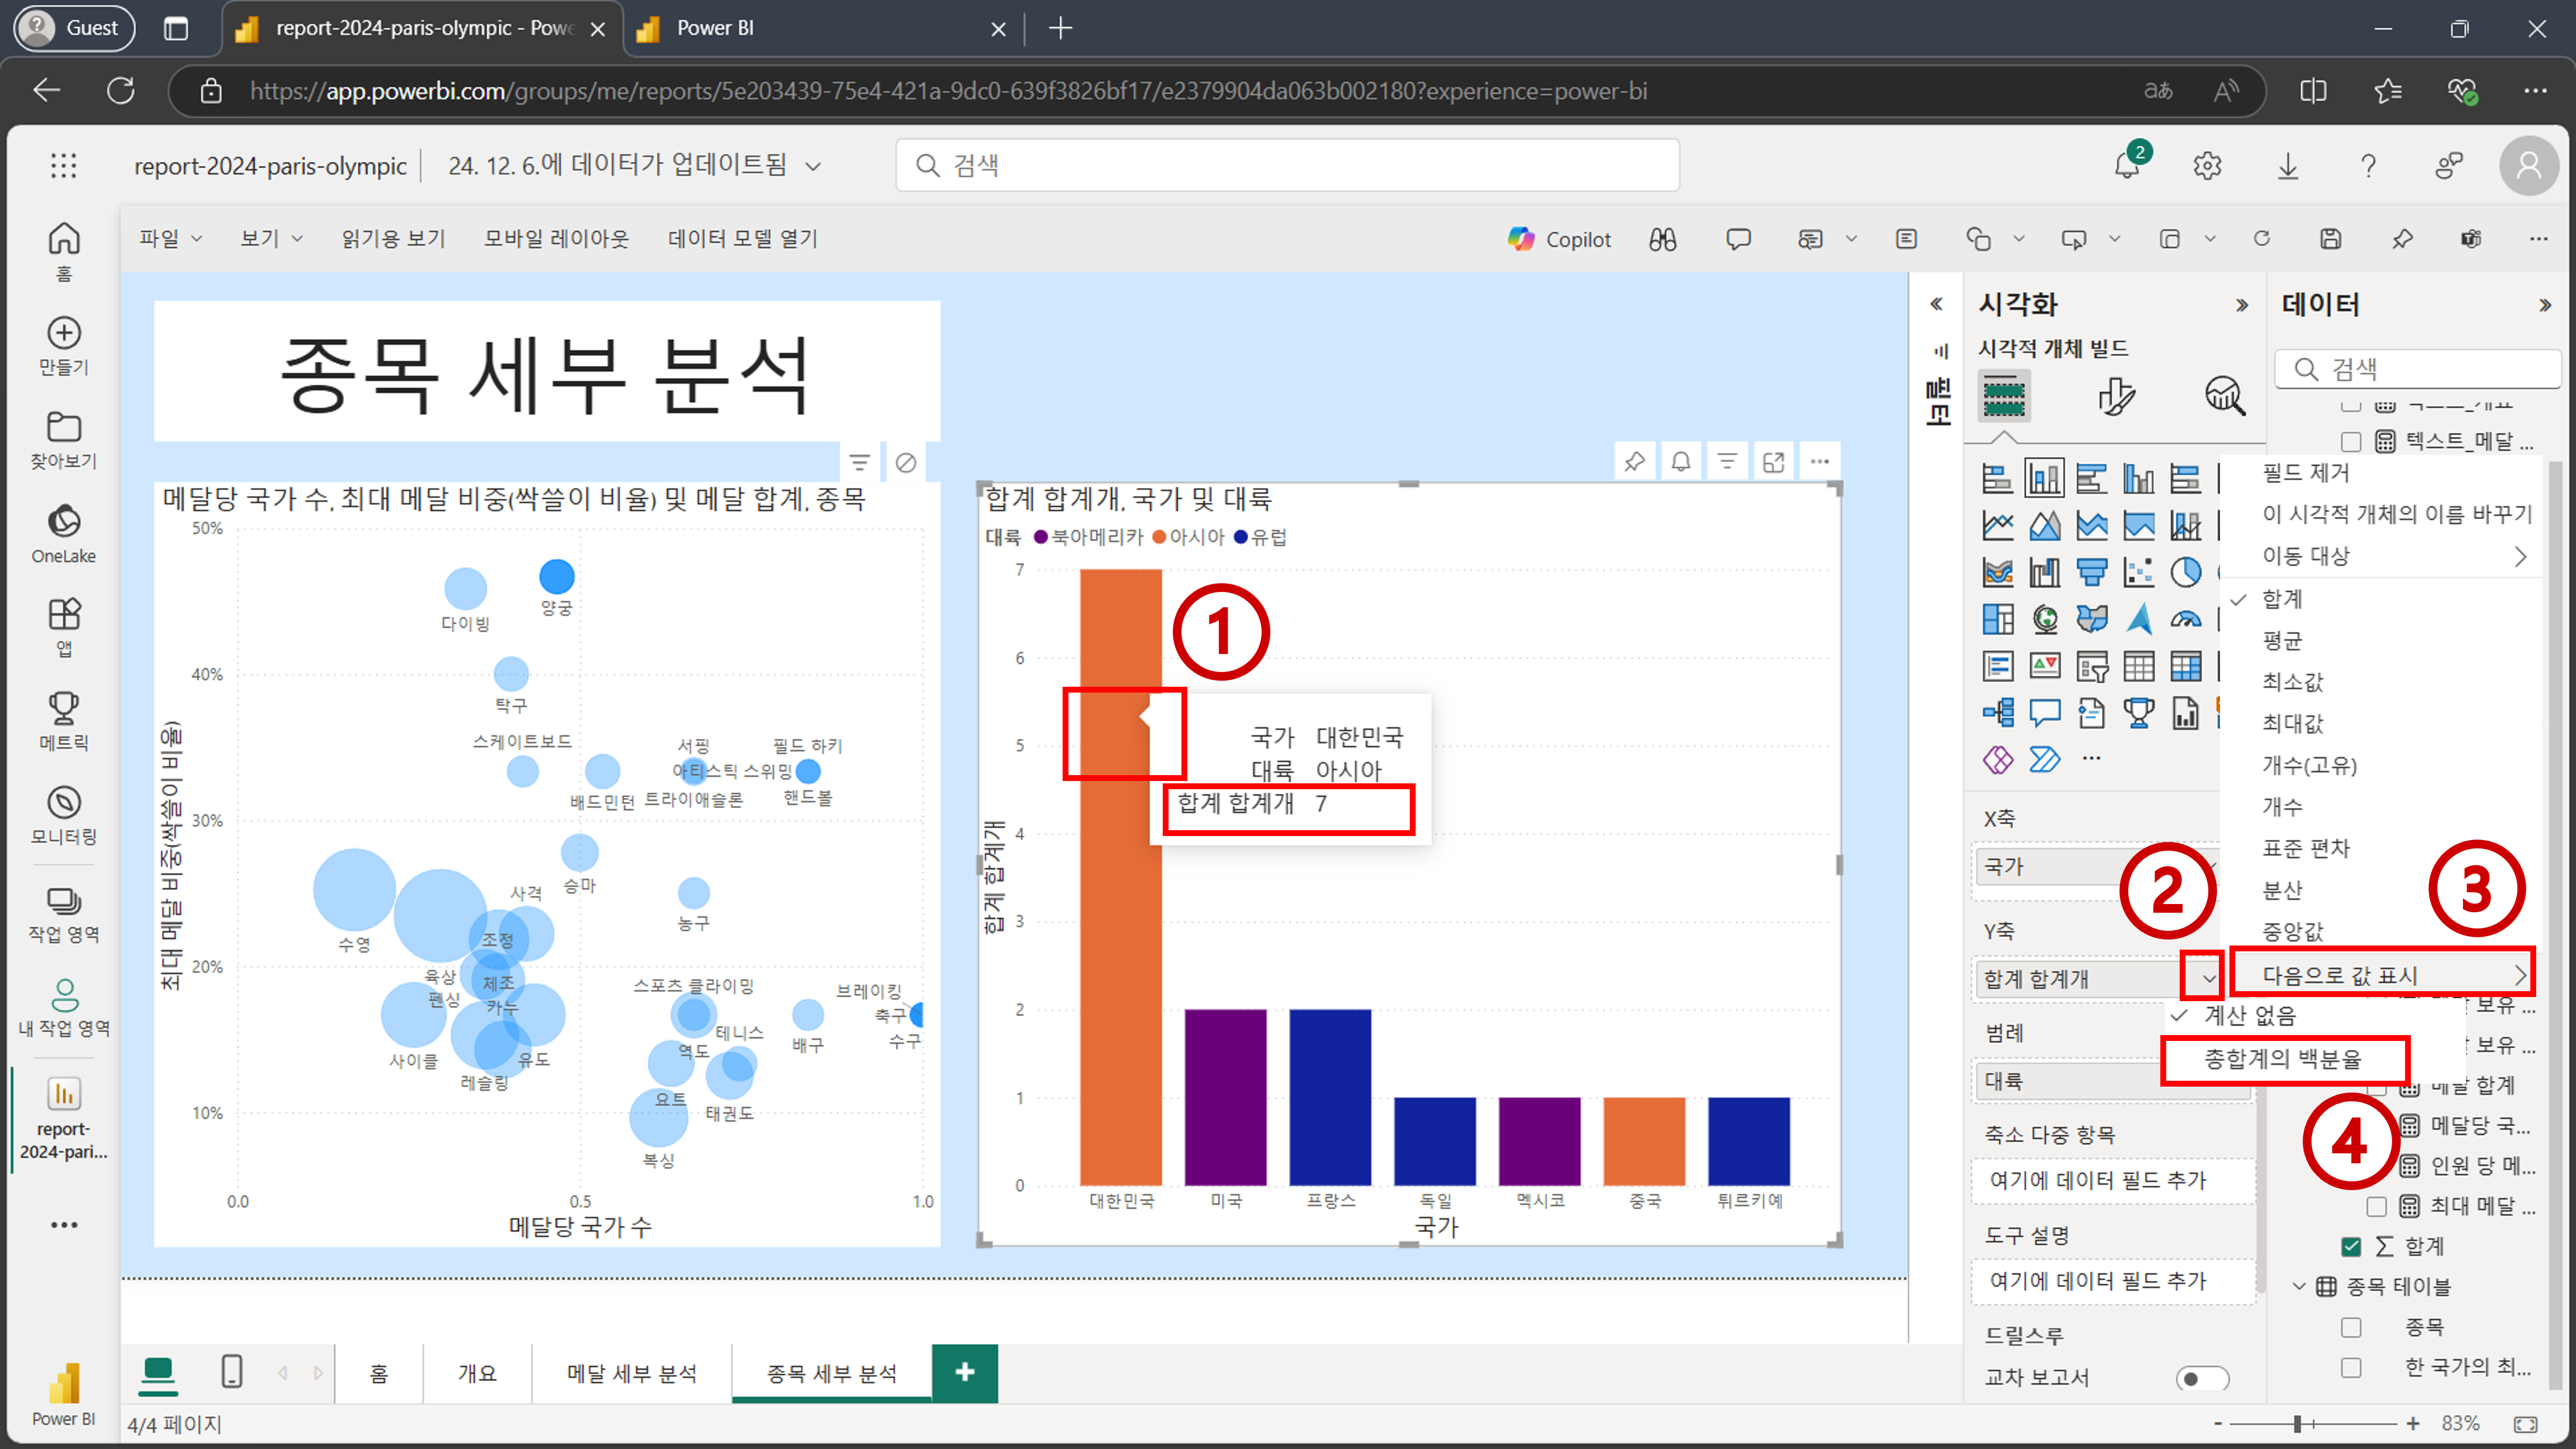 Guest
report-2024-paris-olympic - Powe
Power BI
https://app.powerbi.com/groups/me/reports/5e203439-75e4-421a-9dc0-639f3826bf17/e2379904da063b002180?experience=power-bi
report-2024-paris-olympic
24. 12. 6.에 데이터가 업데이트됨
검색
2
파일
보기
읽기용 보기
모바일 레이아웃
데이터 모델 열기
Copilot
홈
만들기
찾아보기
OneLake
앱
메트릭
모니터링
작업 영역
내 작업 영역
report-
2024-pari...
Power BI
종목 세부 분석
메달당 국가 수, 최대 메달 비중(싹쓸이 비율) 및 메달 합계, 종목
최대 메달 비중(싹쓸이 비율)
50%
40%
30%
20%
10%
다이빙
양궁
탁구
스케이트보드
서핑
필드 하키
아티스틱 스위밍
배드민턴
트라이애슬론
핸드볼
승마
수영
사격
농구
조정
육상
체조
펜싱
카누
스포츠 클라이밍
브레이킹
축구
수구
테니스
배구
역도
사이클
유도
레슬링
요트
태권도
복싱
0.0
0.5
1.0
메달당 국가 수
합계 합계개, 국가 및 대륙
대륙
북아메리카
아시아
유럽
합계 합계개
7
6
5
4
3
2
1
0
1
국가 대한민국
대륙 아시아
합계 합계개 7
대한민국
미국
프랑스
독일
멕시코
중국
튀르키예
국가
필터
시각화
시각적 개체 빌드
X축
국가
Y축
합계 합계개
범례
대륙
축소 다중 항목
여기에 데이터 필드 추가
도구 설명
여기에 데이터 필드 추가
드릴스루
교차 보고서
필드 제거
이 시각적 개체의 이름 바꾸기
이동 대상
합계
평균
최소값
최대값
개수(고유)
개수
표준 편차
분산
중앙값
다음으로 값 표시
계산 없음
총합계의 백분율
2
3
4
데이터
검색
텍스트_메달 ...
보유 ...
보유 ...
메달 합계
메달당 국...
인원 당 메...
최대 메달 ...
합계
종목 테이블
종목
한 국가의 최...
홈
개요
메달 세부 분석
종목 세부 분석
4/4 페이지
83%